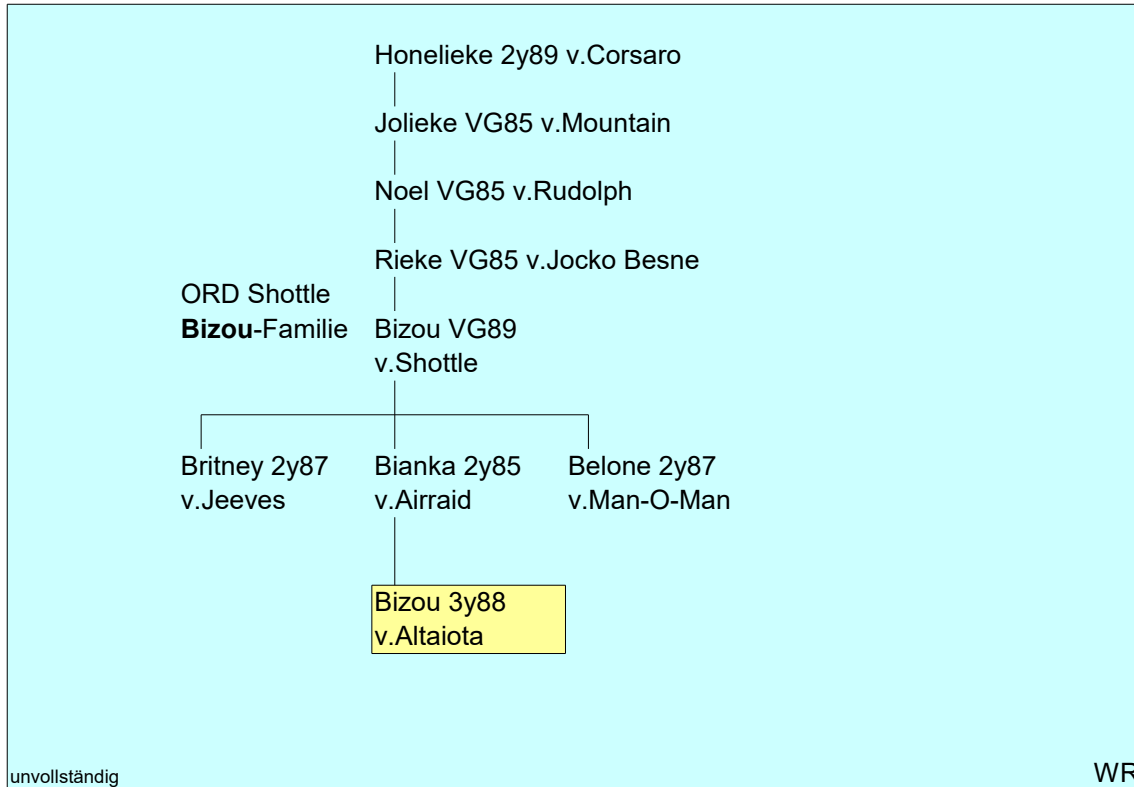 Honelieke 2y89 v.Corsaro
Jolieke VG85 v.Mountain
Noel VG85 v.Rudolph
Rieke VG85 v.Jocko Besne
ORD Shottle
Bizou-Familie
Bizou VG89
v.Shottle
Britney 2y87
v.Jeeves
Bianka 2y85
v.Airraid
Belone 2y87
v.Man-O-Man
Bizou 3y88
v.Altaiota
unvollständig
WR